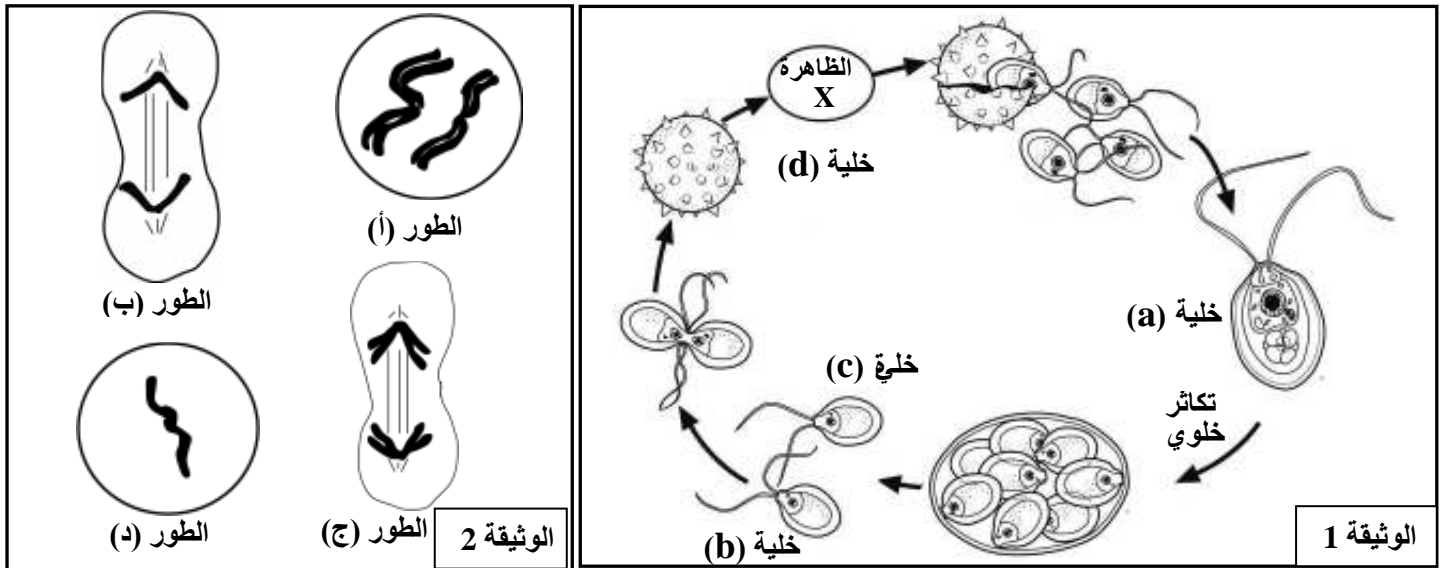 الظاهرة
X
خلية (d)
خلية (a)
تكاثر
خلوي
خلية (c)
خلية (b)
الوثيقة 1
الطور (أ)
الطور (ب)
الطور (ج)
الطور (د)
الوثيقة 2